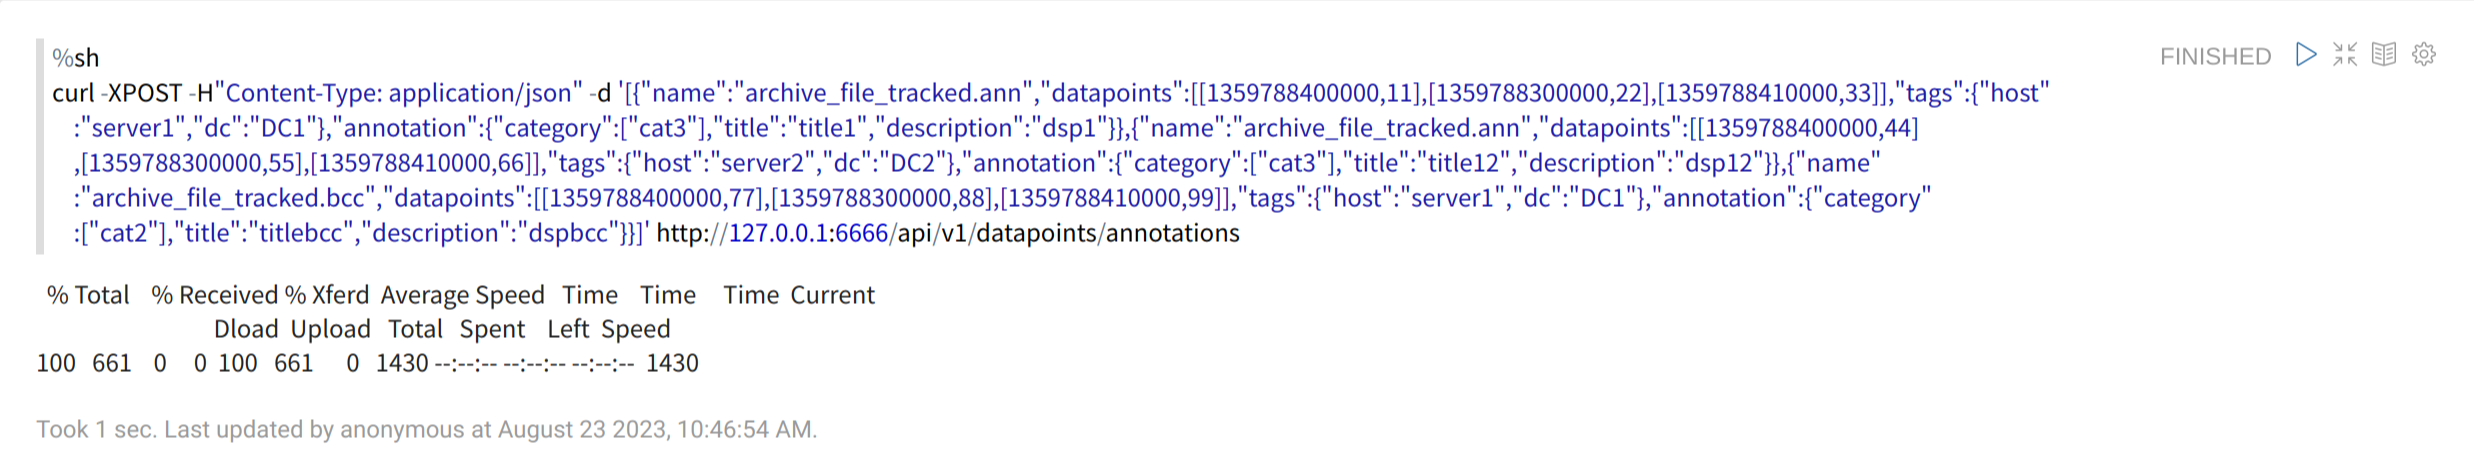 %sh
FINISHED
curl -XPOST -H"Content-Type: application/json" -d '[{"name":"archive_file_tracked.ann","datapoints":[[1359788400000,11],[1359788300000,22],[1359788410000,33]],"tags":{"host"
:"server1","dc":"DC1"},"annotation":{"category":["cat3"],"title":"title1","description":"dsp1"}},{"name":"archive_file_tracked.ann","datapoints":[[1359788400000,44]
,[1359788300000,55],[1359788410000,66]],"tags":{"host":"server2","dc":"DC2"},"annotation":{"category":["cat3"],"title":"title12","description":"dsp12"}},{"name"
:"archive_file_tracked.bcc","datapoints":[[1359788400000,77],[1359788300000,88],[1359788410000,99]],"tags":{"host":"server1","dc":"DC1"},"annotation":{"category"
:["cat2"],"title":"titlebcc","description":"dspbcc"}}]' http://127.0.0.1:6666/api/v1/datapoints/annotations
% Total % Received % Xferd Average Speed Time Time Time Current
Dload Upload Total Spent Left Speed
100 661 0 0 100 661 0 1430 --:--:-- --:--:-- --:--:-- 1430
Took 1 sec. Last updated by anonymous at August 23 2023, 10:46:54 AM.